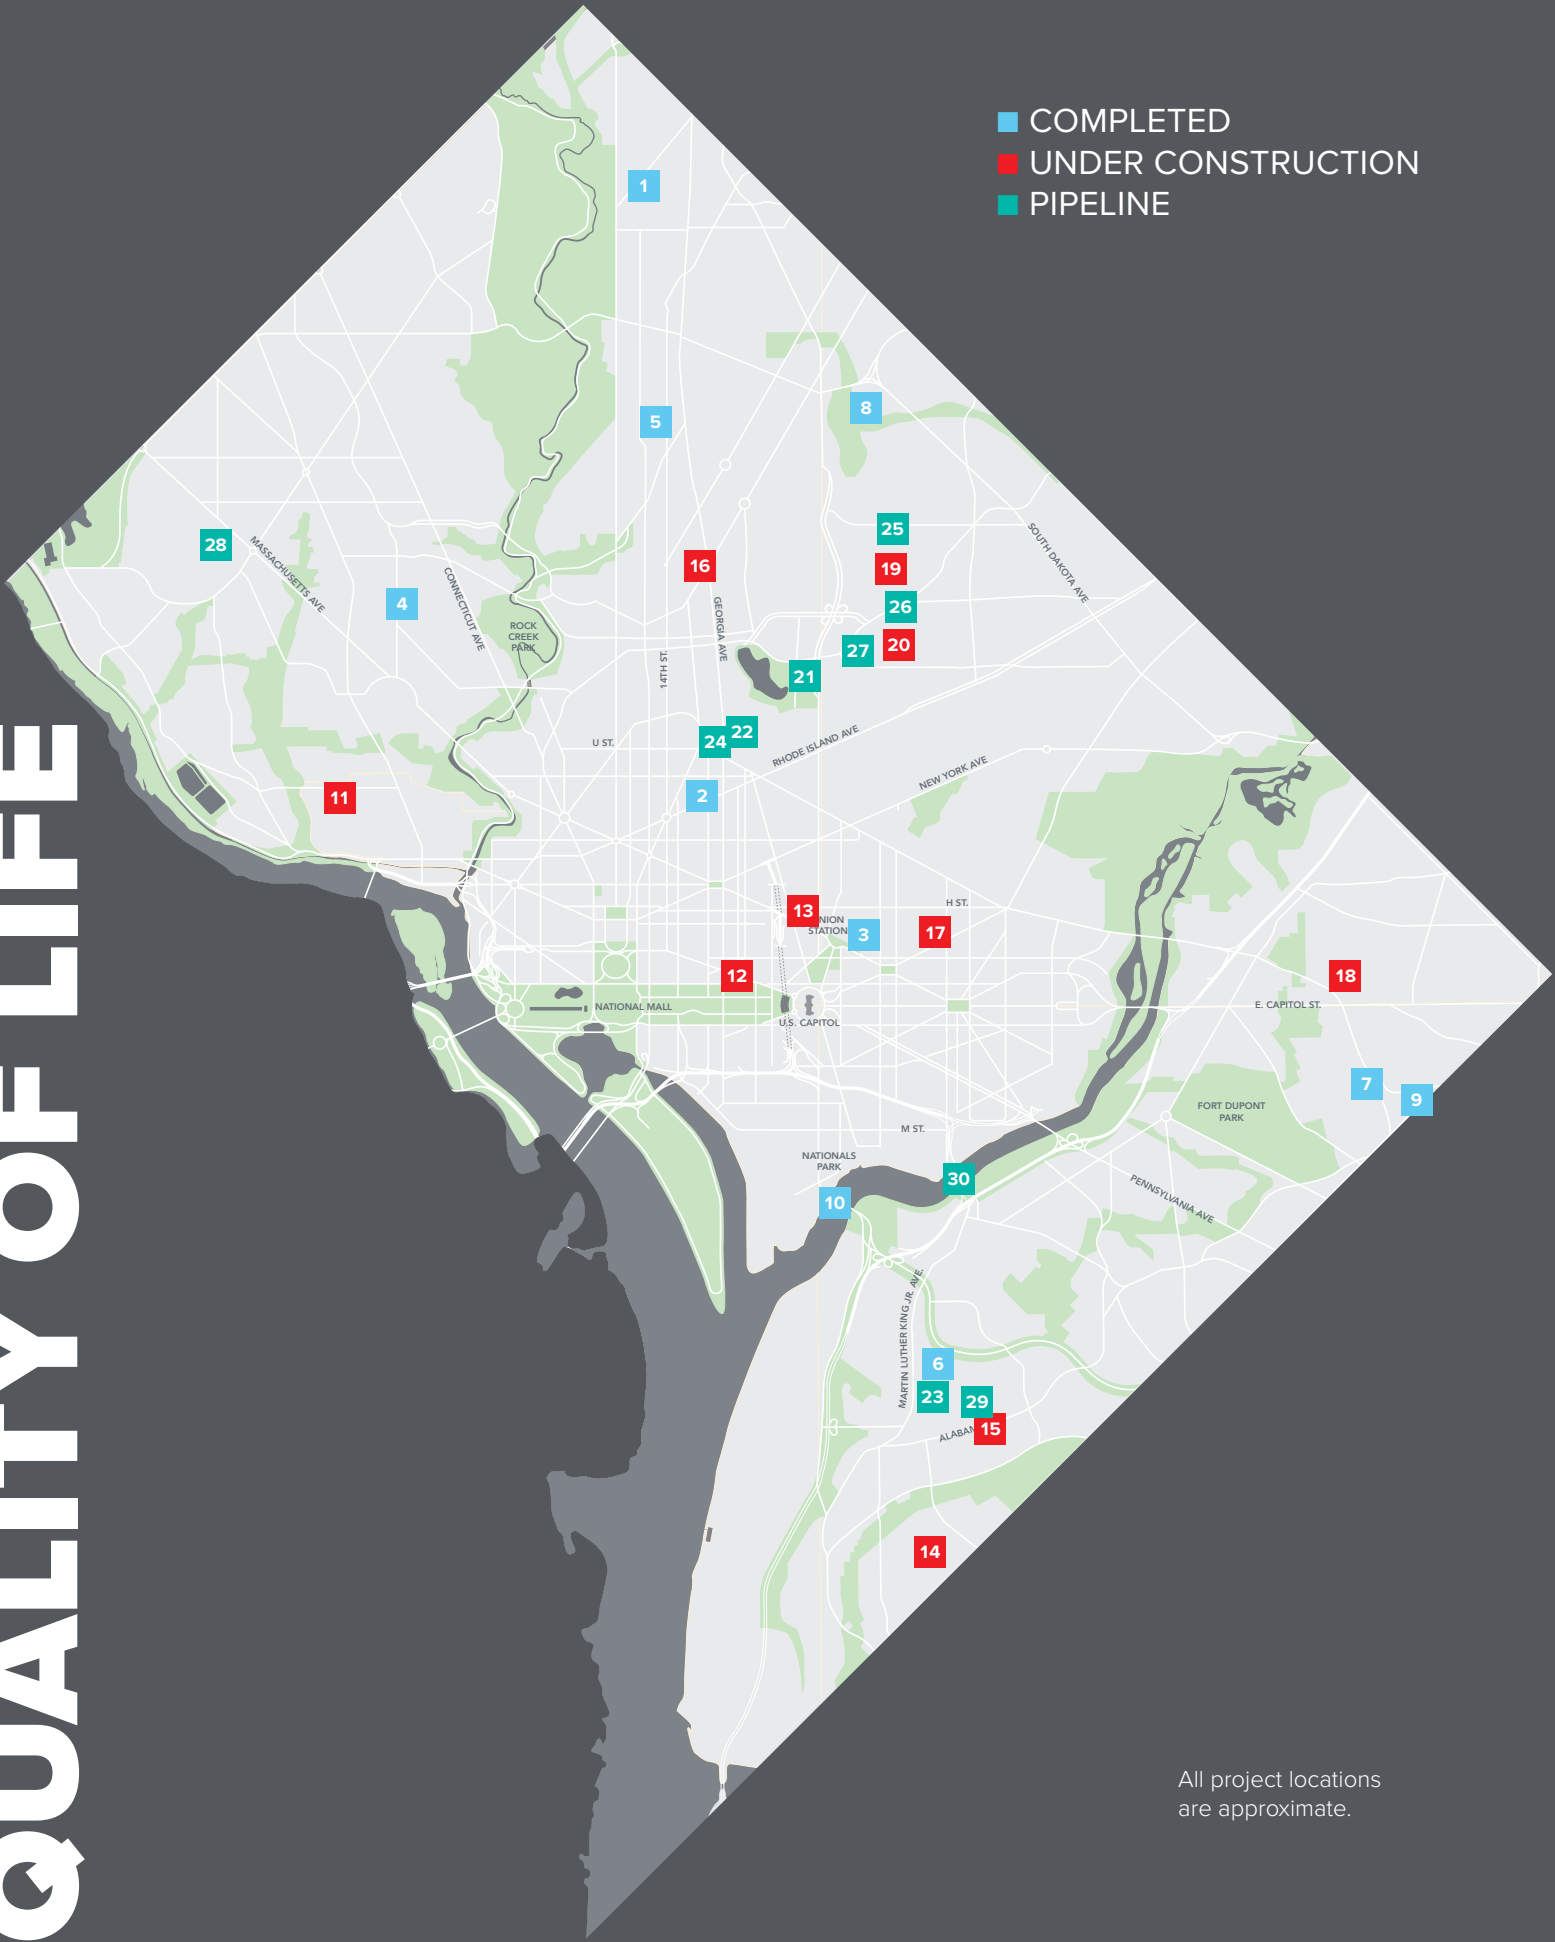 QUALITY OF LIFE
COMPLETED
UNDER CONSTRUCTION
PIPELINE
1
5
8
28
MASSACHUSETTS AVE
4
CONNECTICUT AVE
ROCK
CREEK
PARK
16
GEORGIA AVE
14TH ST.
25
19
26
20
27
21
SOUTH DAKOTA AVE
U ST.
24
22
RHODE ISLAND AVE
NEW YORK AVE
2
11
13
NION
STATION
3
H ST.
17
12
NATIONAL MALL
U.S. CAPITOL
18
E. CAPITOL ST.
7
9
FORT DUPONT
PARK
M ST.
NATIONALS
PARK
10
30
PENNSYLVANIA AVE
MARTIN LUTHER KING JR. AVE.
6
23
29
ALABAM
15
14
All project locations
are approximate.